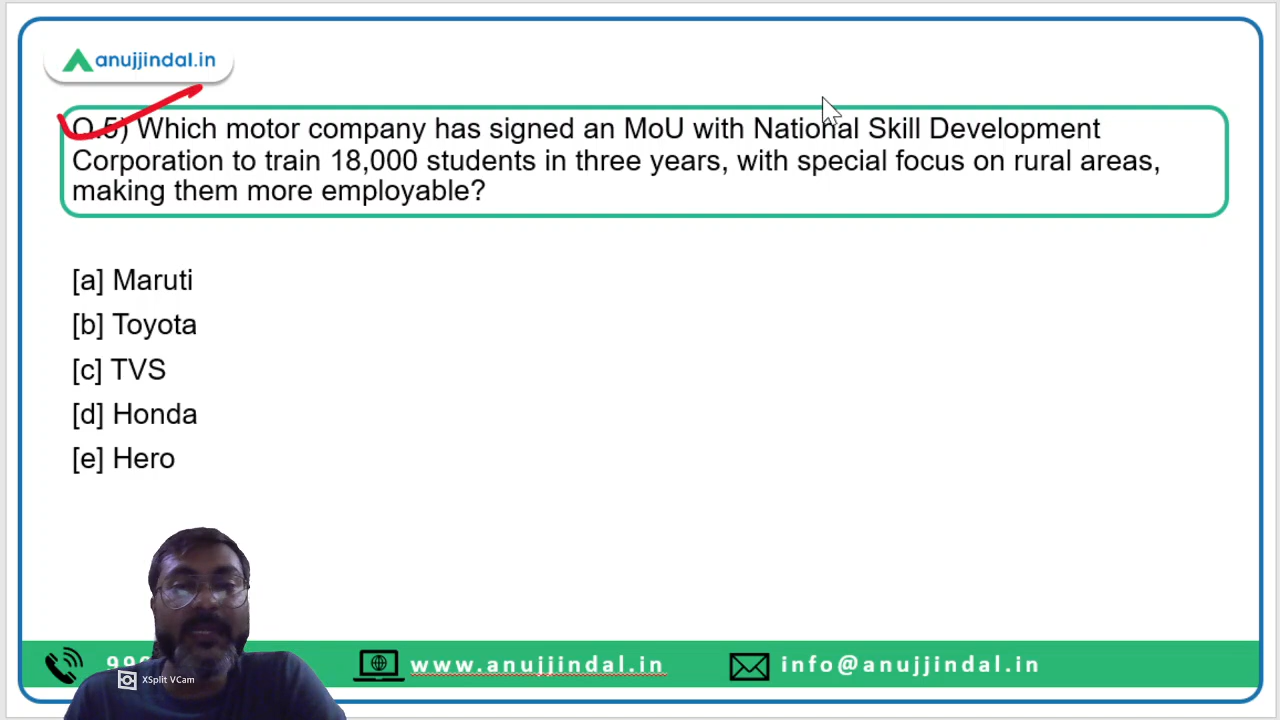 anujjindal.in
Q.5) Which motor company has signed an MoU with National Skill Development
Corporation to train 18,000 students in three years, with special focus on rural areas,
making them more employable?
[a] Maruti
[b] Toyota
[c] TVS
[d] Honda
[e] Hero
www.anujjindal.in
info@anujjindal.in
XSplit VCam